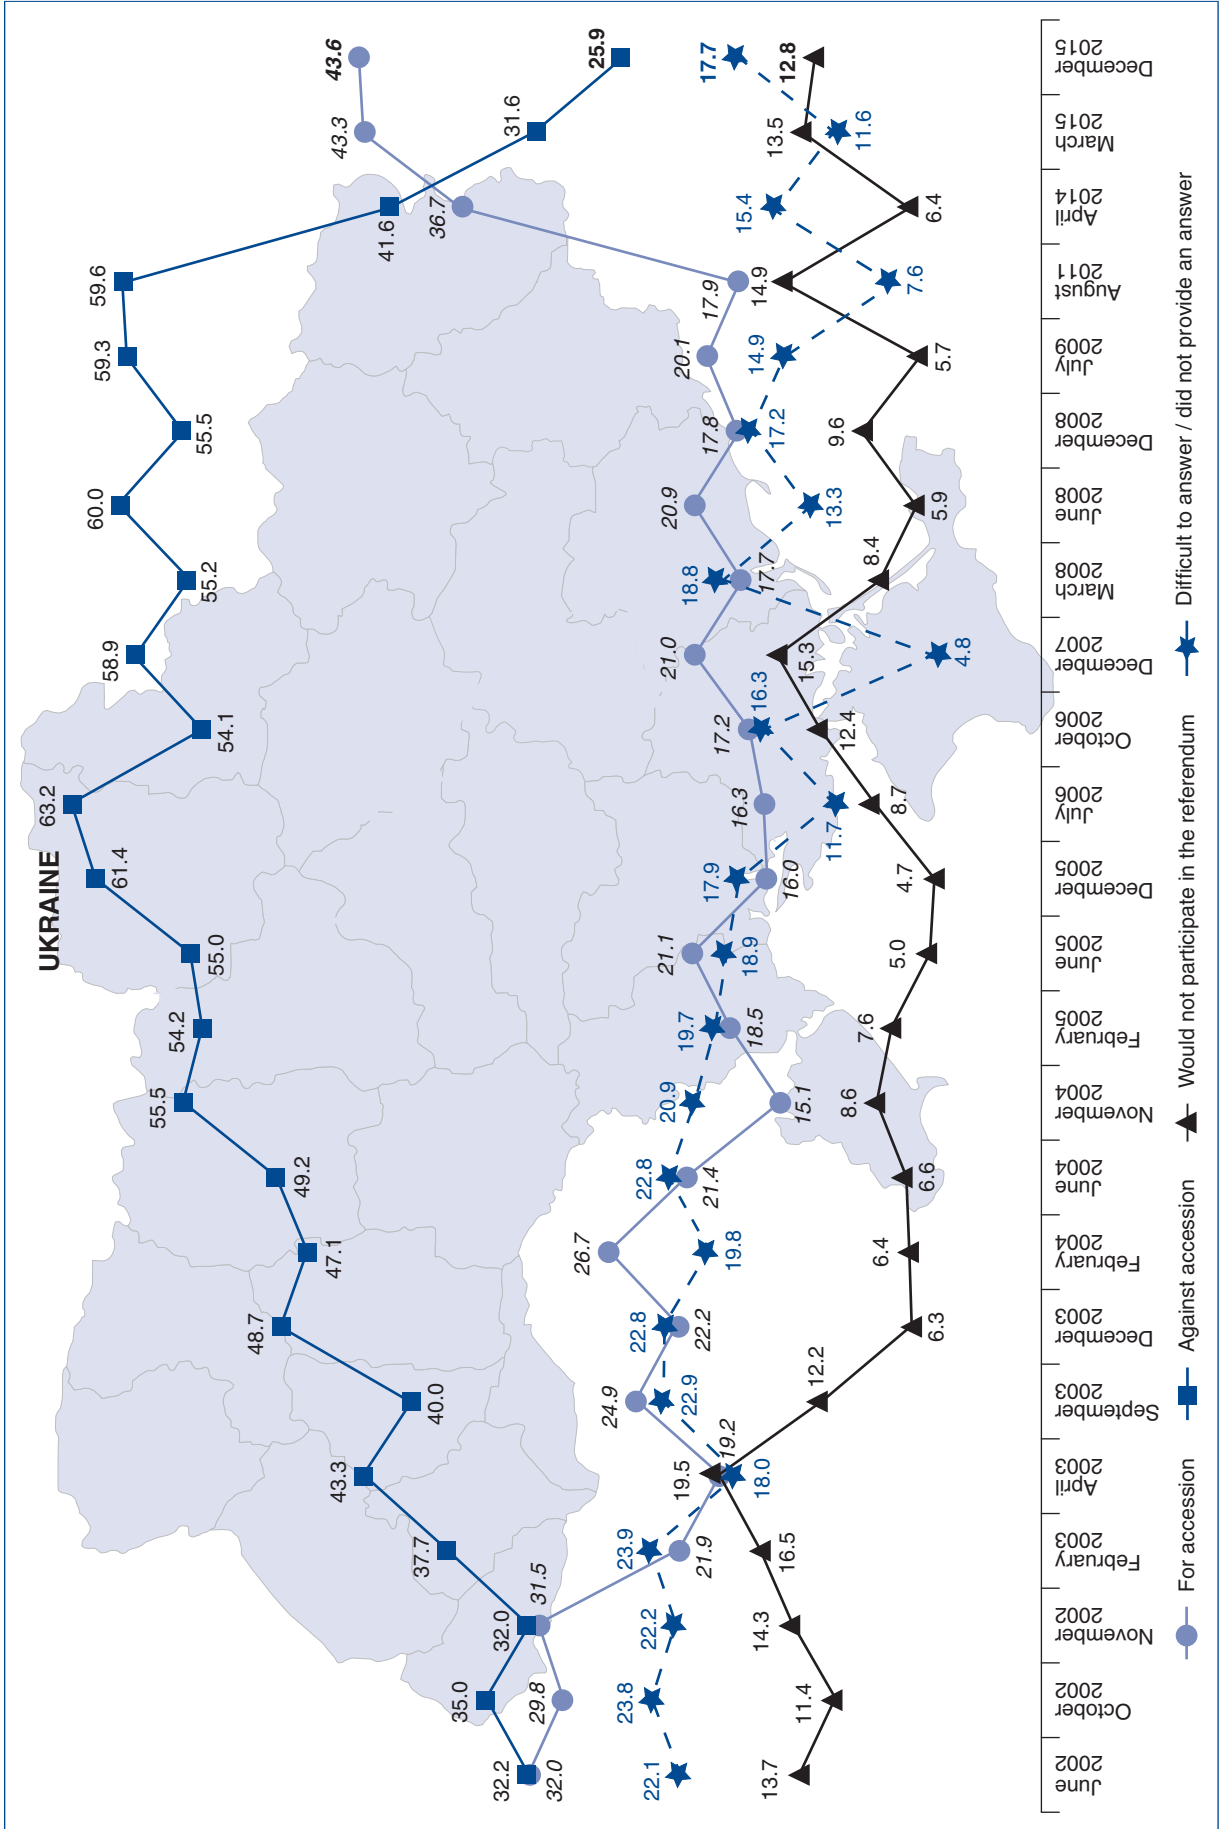 UKRAINE
32.2 35.0 32.0 37.7 43.3 40.0 48.7 47.1 49.2 55.5 54.2 55.0 61.4 63.2 54.1 58.9 55.2 60.0 55.5 59.3 59.6 41.6 31.6 25.9
32.0 29.8 31.5 21.9 19.2 24.9 22.2 26.7 21.4 15.1 18.5 21.1 16.0 16.3 17.2 21.0 17.7 20.9 17.8 20.1 17.9 36.7 43.3 43.6
22.1 23.8 22.2 23.9 18.0 22.9 22.8 19.8 22.8 20.9 19.7 18.9 17.9 11.7 16.3 4.8 18.8 13.3 17.2 14.9 7.6 15.4 11.6 17.7
13.7 11.4 14.3 16.5 19.5 12.2 6.3 6.4 6.6 8.6 7.6 5.0 4.7 8.7 12.4 15.3 8.4 5.9 9.6 5.7 14.9 6.4 13.5 12.8
June
2002
October
2002
November
2002
February
2003
April
2003
September
2003
December
2003
February
2004
June
2004
November
2004
February
2005
June
2005
December
2005
July
2006
October
2006
December
2007
March
2008
June
2008
December
2008
July
2009
August
2011
April
2014
March
2015
December
2015
For accession
Against accession
Would not participate in the referendum
Difficult to answer / did not provide an answer